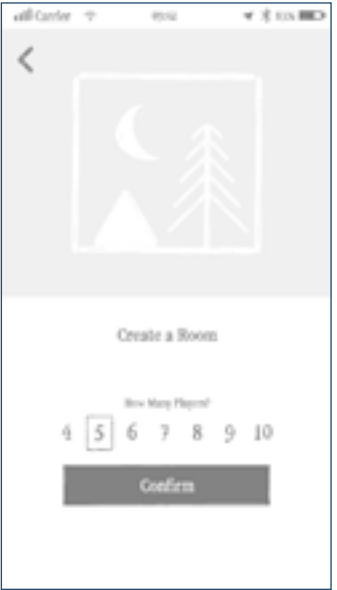 Carrier
Create a Room
How Many Players?
4 5 6 7 8 9 10
Confirm